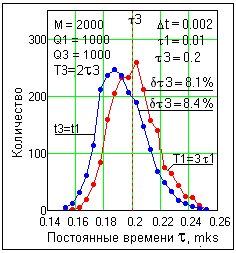 τ3
M = 2000
Q1 = 1000
Q3 = 1000
T3=2τ3
Δt = 0.002
τ1 = 0.01
τ3 = 0.2
δτ3 = 8.1%
δτ3 = 8.4%
t3=t1
T1=3τ1
Количество
300
200
100
0
0.14 0.16 0.18 0.2 0.22 0.24 0.26
Постоянные времени τ, mks